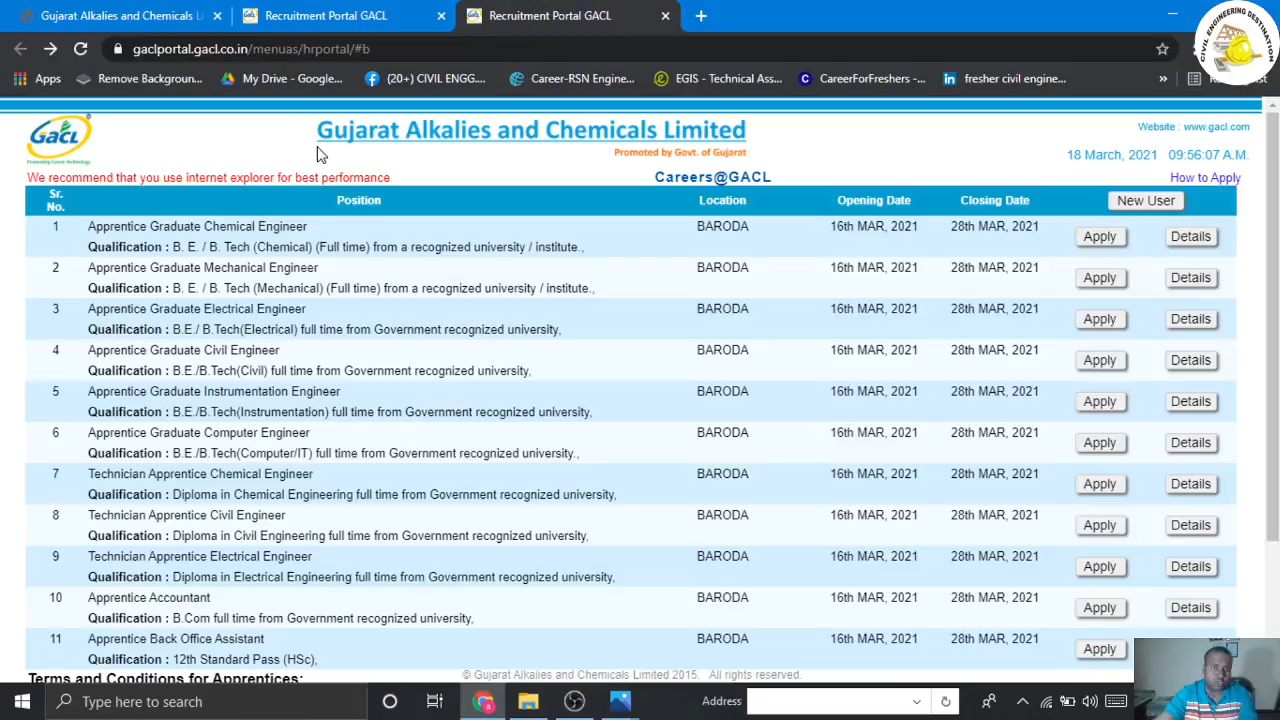 Gujarat Alkalies and Chemicals L
Recruitment Portal GACL
Recruitment Portal GACL
gaclportal.gacl.co.in/menuas/hrportal/#b
CIVIL ENGINEERING DESTINATION
Apps
Remove Backgroun...
My Drive - Google...
(20+) CIVIL ENGG....
Career-RSN Engine...
EGIS - Technical Ass...
CareerForFreshers -...
fresher civil engine...
GACL
Promoting Green Technology
Gujarat Alkalies and Chemicals Limited
Promoted by Govt. of Gujarat
Website : www.gacl.com
18 March, 2021 09:56:07 A.M.
We recommend that you use internet explorer for best performance
Careers@GACL
How to Apply
Sr. No. Position Location Opening Date Closing Date New User
1 Apprentice Graduate Chemical Engineer BARODA 16th MAR, 2021 28th MAR, 2021 Apply Details
Qualification : B. E. / B. Tech (Chemical) (Full time) from a recognized university / institute.,
2 Apprentice Graduate Mechanical Engineer BARODA 16th MAR, 2021 28th MAR, 2021 Apply Details
Qualification : B. E. / B. Tech (Mechanical) (Full time) from a recognized university / institute.,
3 Apprentice Graduate Electrical Engineer BARODA 16th MAR, 2021 28th MAR, 2021 Apply Details
Qualification : B.E./ B.Tech(Electrical) full time from Government recognized university,
4 Apprentice Graduate Civil Engineer BARODA 16th MAR, 2021 28th MAR, 2021 Apply Details
Qualification : B.E./B.Tech(Civil) full time from Government recognized university,
5 Apprentice Graduate Instrumentation Engineer BARODA 16th MAR, 2021 28th MAR, 2021 Apply Details
Qualification : B.E./B.Tech(Instrumentation) full time from Government recognized university,
6 Apprentice Graduate Computer Engineer BARODA 16th MAR, 2021 28th MAR, 2021 Apply Details
Qualification : B.E./B.Tech(Computer/IT) full time from Government recognized university.,
7 Technician Apprentice Chemical Engineer BARODA 16th MAR, 2021 28th MAR, 2021 Apply Details
Qualification : Diploma in Chemical Engineering full time from Government recognized university,
8 Technician Apprentice Civil Engineer BARODA 16th MAR, 2021 28th MAR, 2021 Apply Details
Qualification : Diploma in Civil Engineering full time from Government recognized university,
9 Technician Apprentice Electrical Engineer BARODA 16th MAR, 2021 28th MAR, 2021 Apply Details
Qualification : Diploma in Electrical Engineering full time from Government recognized university,
10 Apprentice Accountant BARODA 16th MAR, 2021 28th MAR, 2021 Apply Details
Qualification : B.Com full time from Government recognized university,
11 Apprentice Back Office Assistant BARODA 16th MAR, 2021 28th MAR, 2021 Apply
Qualification : 12th Standard Pass (HSc),
Terms and Conditions for Apprentices:
© Gujarat Alkalies and Chemicals Limited 2015. All rights reserved.
Type here to search
Address